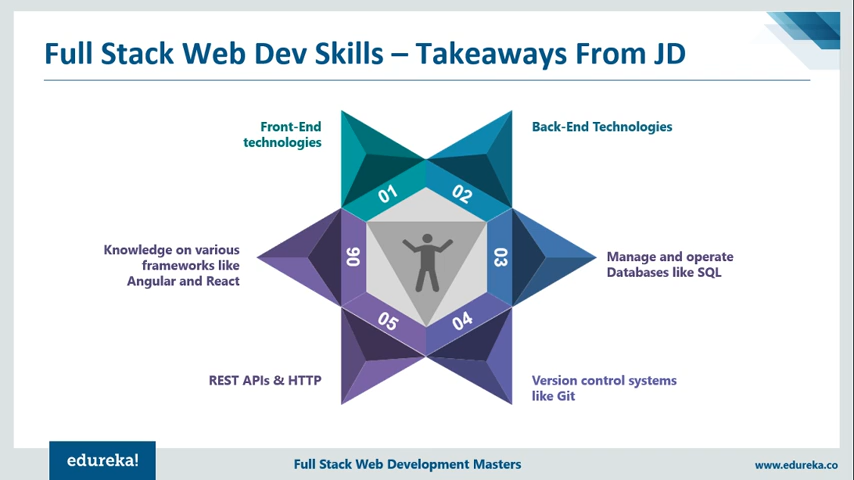 Full Stack Web Dev Skills – Takeaways From JD
Front-End
technologies
01
02
Back-End Technologies
03
Manage and operate
Databases like SQL
04
Version control systems
like Git
05
REST APIs & HTTP
06
Knowledge on various
frameworks like
Angular and React
edureka!
Full Stack Web Development Masters
www.edureka.co